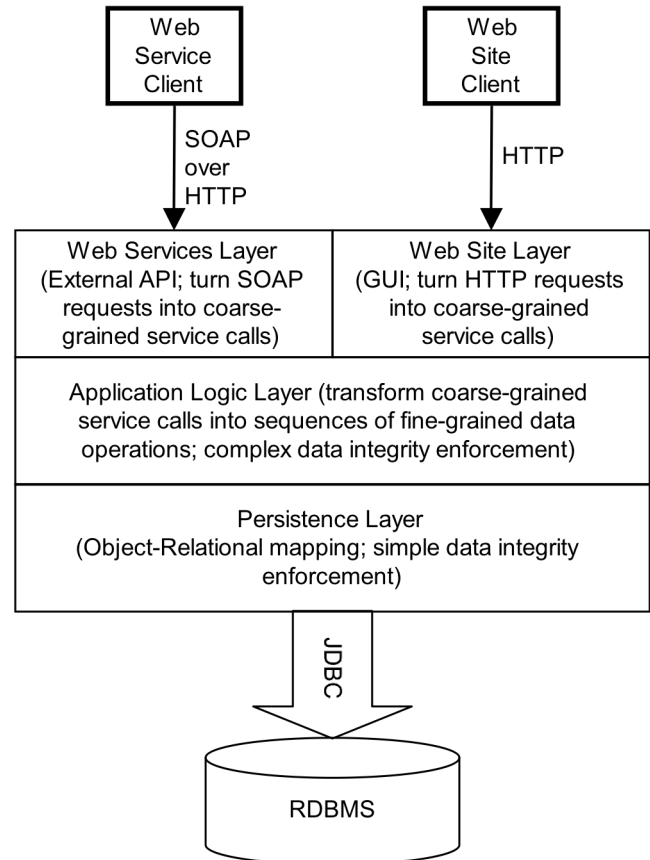 Web
Service
Client
Web
Site
Client
SOAP
over
HTTP
HTTP
Web Services Layer
(External API; turn SOAP
requests into coarse-
grained service calls)
Web Site Layer
(GUI; turn HTTP requests
into coarse-grained
service calls)
Application Logic Layer (transform coarse-grained
service calls into sequences of fine-grained data
operations; complex data integrity enforcement)
Persistence Layer
(Object-Relational mapping; simple data integrity
enforcement)
JDBC
RDBMS